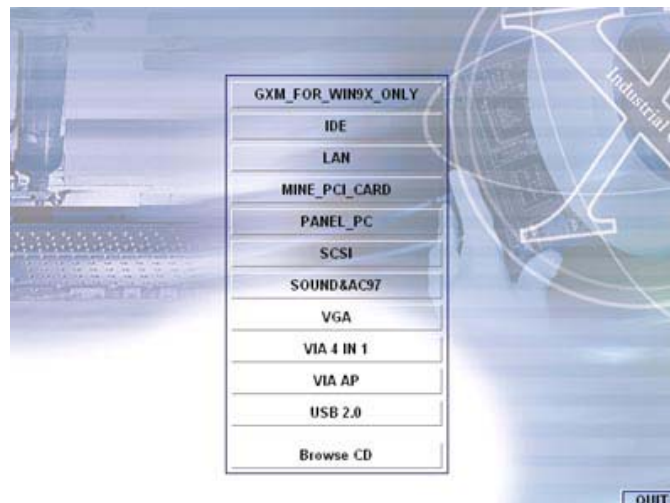 Industrial
GXM_FOR_WIN9X_ONLY
IDE
LAN
MINE_PCI_CARD
PANEL_PC
SCSI
SOUND&AC97
VGA
VIA 4 IN 1
VIA AP
USB 2.0
Browse CD
QUIT